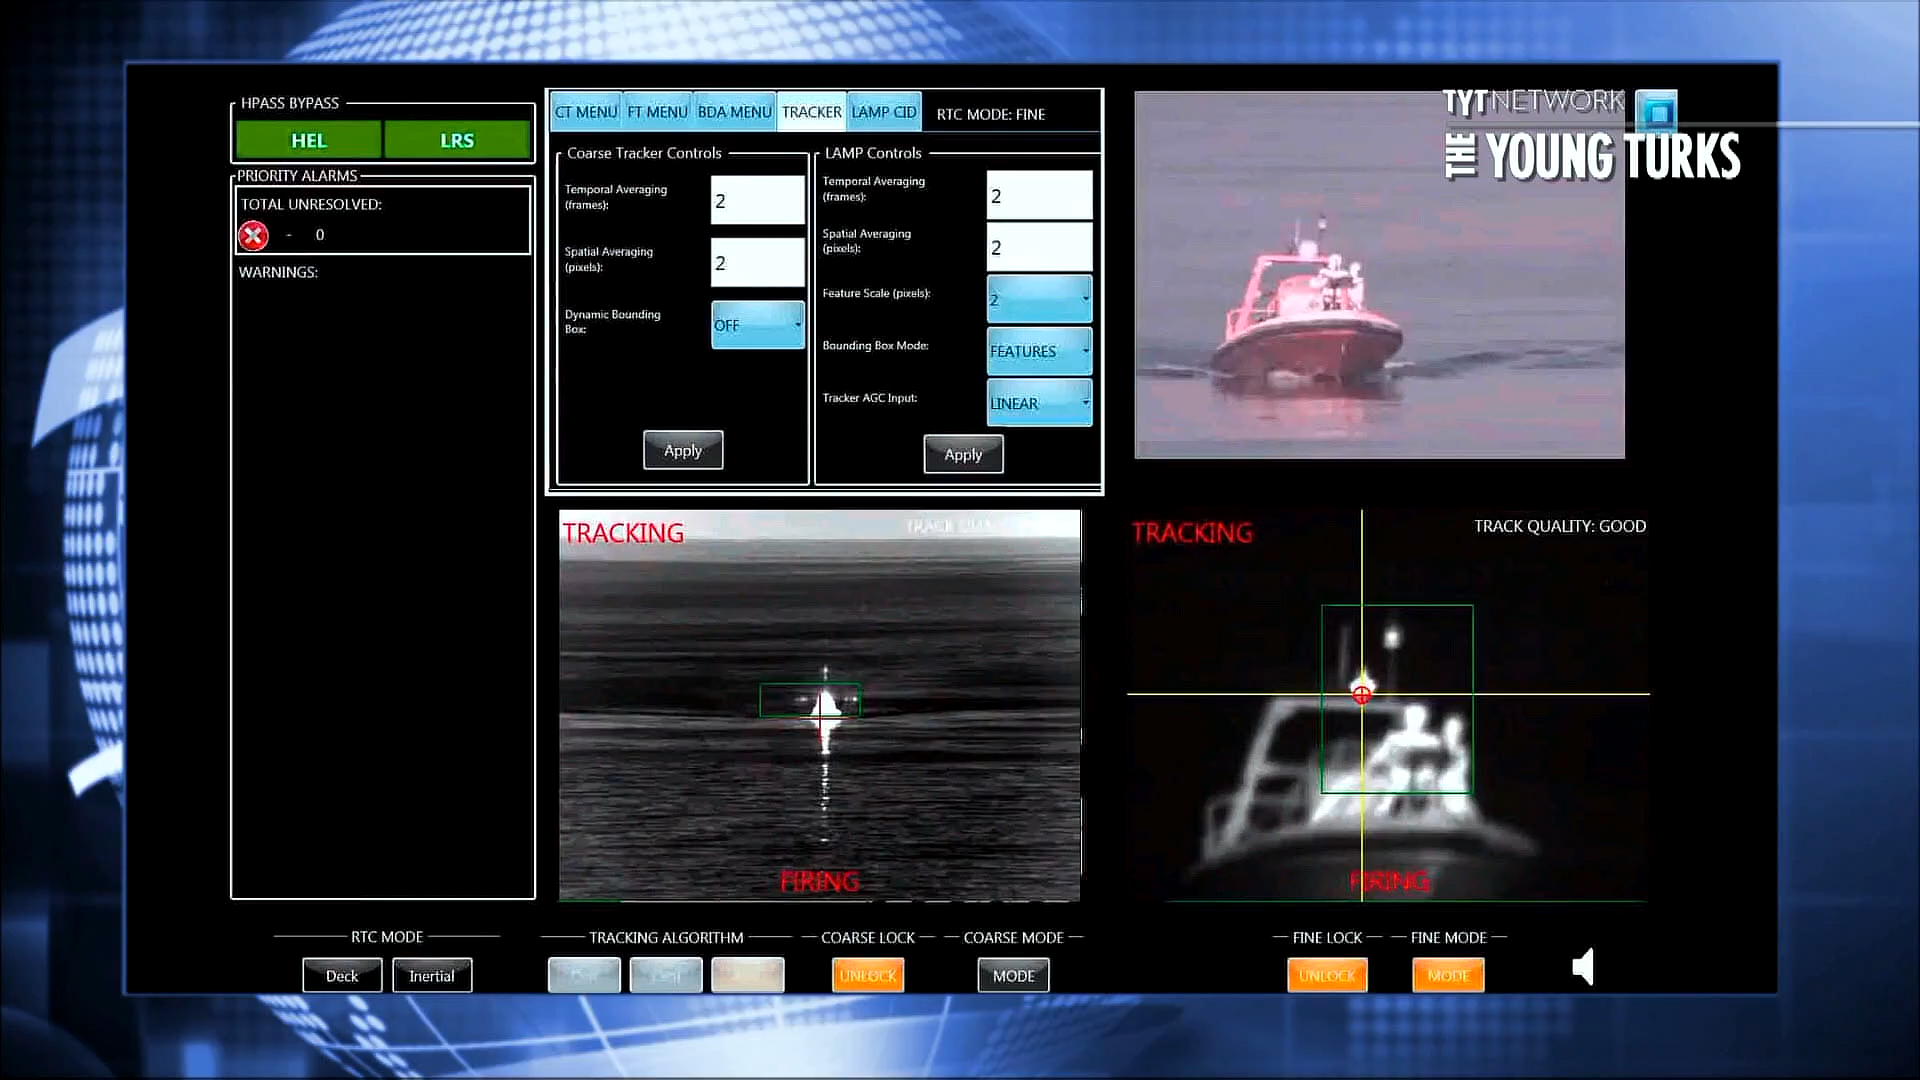 HPASS BYPASS
HEL
LRS
PRIORITY ALARMS
TOTAL UNRESOLVED:
- 0
WARNINGS:
CT MENU
FT MENU
BDA MENU
TRACKER
LAMP CID
RTC MODE: FINE
Coarse Tracker Controls
Temporal Averaging
(frames):
2
Spatial Averaging
(pixels):
2
Dynamic Bounding
Box:
OFF
Apply
LAMP Controls
Temporal Averaging
(frames):
2
Spatial Averaging
(pixels):
2
Feature Scale (pixels):
2
Bounding Box Mode:
FEATURES
Tracker AGC Input:
LINEAR
Apply
TYT NETWORK
THE YOUNG TURKS
TRACKING
FIRING
TRACKING
TRACK QUALITY: GOOD
FIRING
RTC MODE
Deck
Inertial
TRACKING ALGORITHM
COARSE LOCK
UNLOCK
COARSE MODE
MODE
FINE LOCK
UNLOCK
FINE MODE
MODE